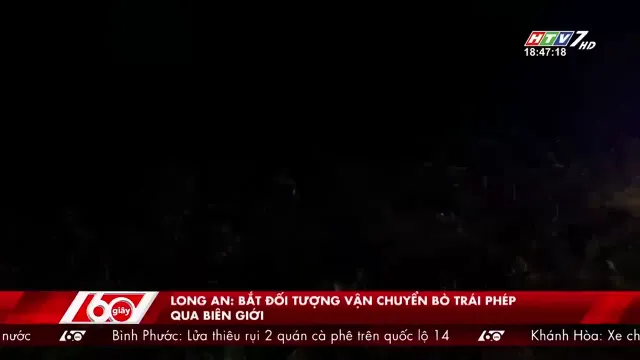 HTV7 HD
18:47:18
60 giây
LONG AN: BẮT ĐỐI TƯỢNG VẬN CHUYỂN BÒ TRÁI PHÉP
QUA BIÊN GIỚI
nước 60 Bình Phước: Lửa thiêu rụi 2 quán cà phê trên quốc lộ 14 60 Khánh Hòa: Xe ch